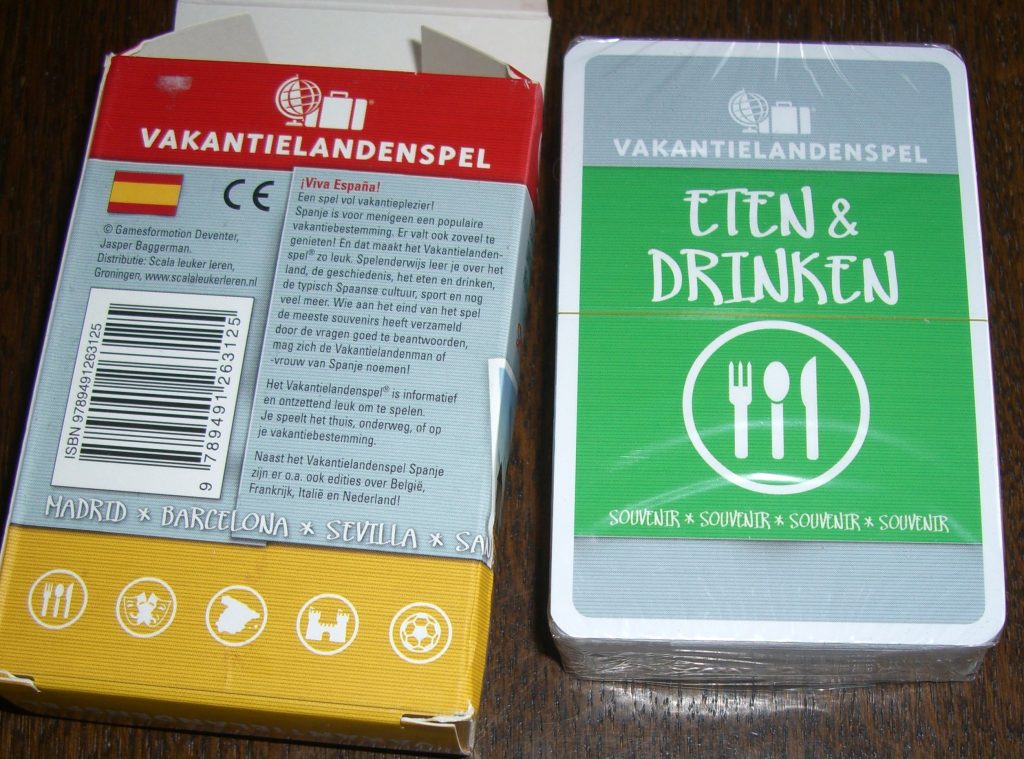 VAKANTIELANDENSPEL
CE
© Gamesformotion Deventer,
Jasper Baggerman.
Distributie: Scala leuker leren,
Groningen, www.scalaleukerleren.nl
ISBN 9789491263125
9 789491 263125
¡Viva España!
Een spel vol vakantieplezier!
Spanje is voor menigeen een populaire
vakantiebestemming. Er valt ook zoveel te
genieten! En dat maakt het Vakantielanden-
spel® zo leuk. Spelenderwijs leer je over het
land, de geschiedenis, het eten en drinken,
de typisch Spaanse cultuur, sport en nog
veel meer. Wie aan het eind van het spel
de meeste souvenirs heeft verzameld
door de vragen goed te beantwoorden,
mag zich de Vakantielandenman of
-vrouw van Spanje noemen!
Het Vakantielandenspel® is informatief
en ontzettend leuk om te spelen.
Je speelt het thuis, onderweg, of op
je vakantiebestemming.
Naast het Vakantielandenspel Spanje
zijn er o.a. ook edities over België,
Frankrijk, Italië en Nederland!
MADRID * BARCELONA * SEVILLA * SAN
VAKANTIELANDENSPEL
ETEN &
DRINKEN
SOUVENIR * SOUVENIR * SOUVENIR * SOUVENIR